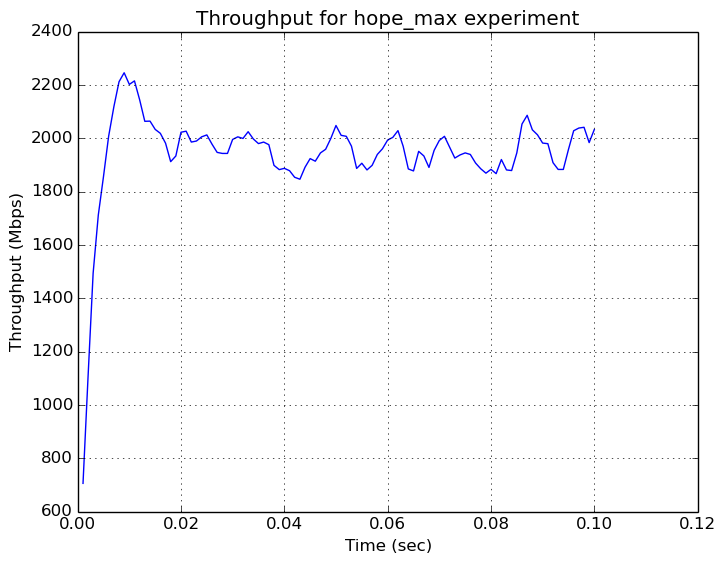 Throughput for hope_max experiment
2400
2200
2000
1800
1600
1400
1200
1000
800
600
Throughput (Mbps)
0.00 0.02 0.04 0.06 0.08 0.10 0.12
Time (sec)